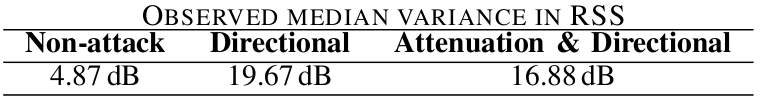 OBSERVED MEDIAN VARIANCE IN RSS
Non-attack Directional Attenuation & Directional
4.87 dB 19.67 dB 16.88 dB